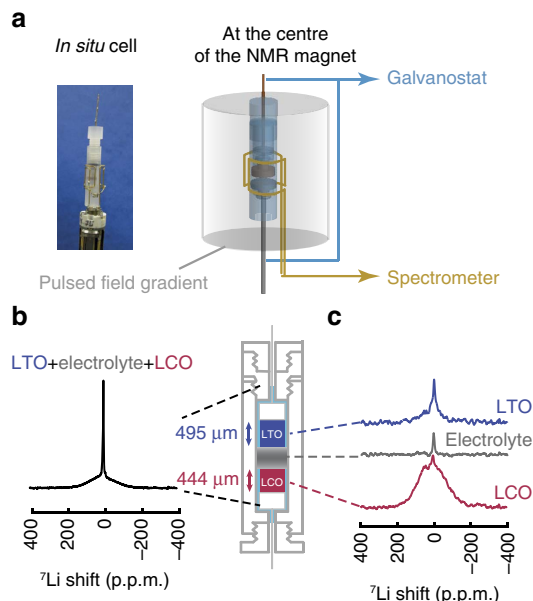 a
In situ cell
At the centre
of the NMR magnet
Galvanostat
Pulsed field gradient
Spectrometer
b
LTO+electrolyte+LCO
495 μm
444 μm
LTO
LCO
400
200
0
−200
−400
⁷Li shift (p.p.m.)
c
LTO
Electrolyte
LCO
400
200
0
−200
−400
⁷Li shift (p.p.m.)